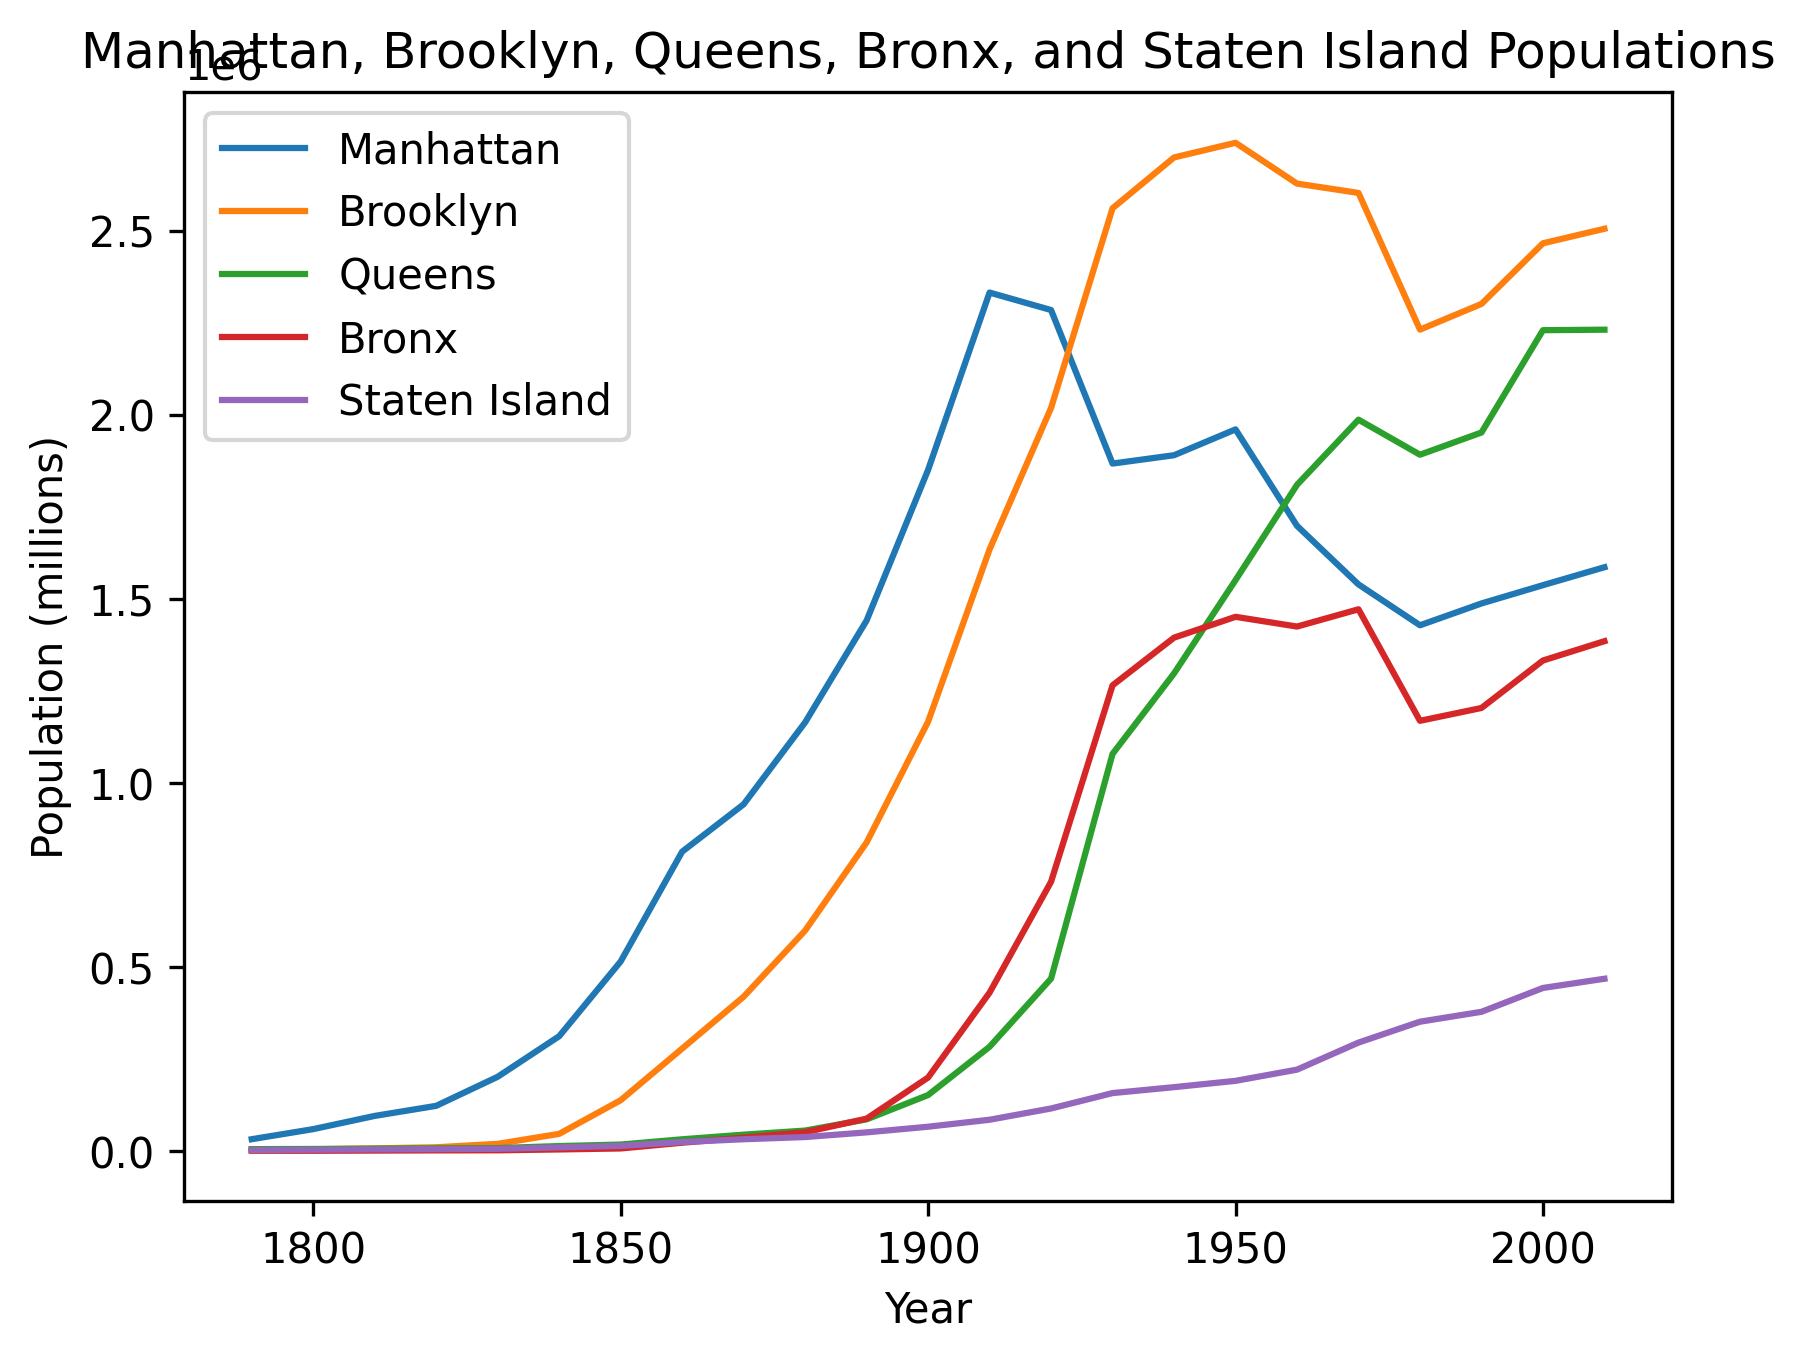 Manhattan, Brooklyn, Queens, Bronx, and Staten Island Populations
1e6
Manhattan
Brooklyn
Queens
Bronx
Staten Island
Population (millions)
2.5
2.0
1.5
1.0
0.5
0.0
1800 1850 1900 1950 2000
Year